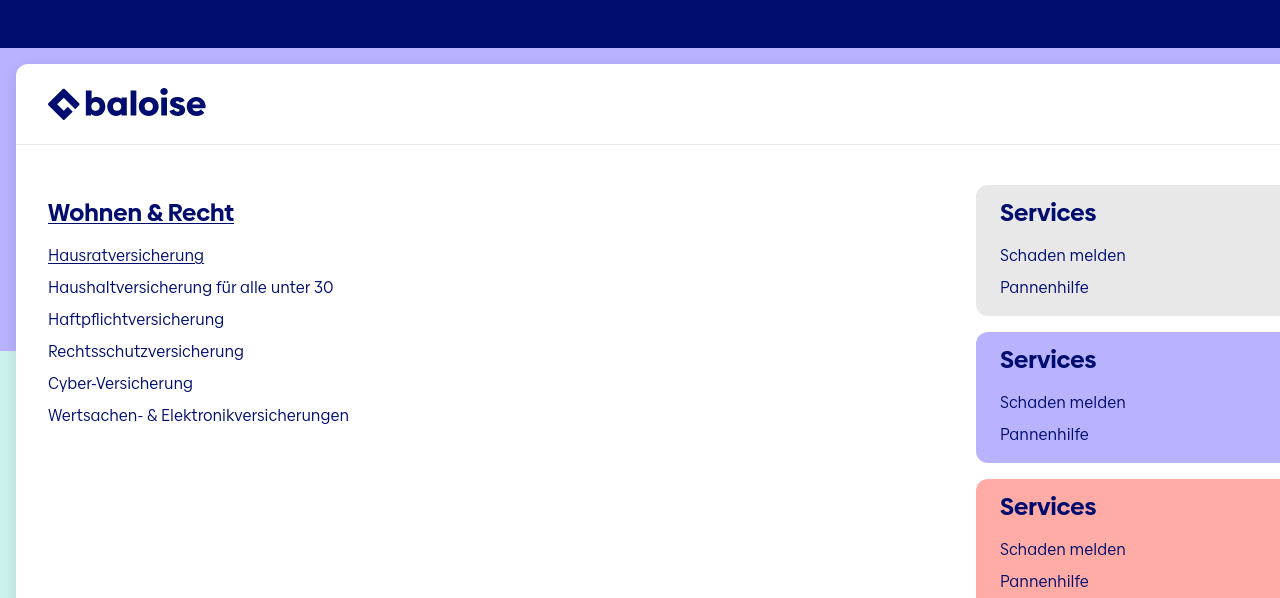 baloise
Wohnen & Recht
Hausratversicherung
Haushaltversicherung für alle unter 30
Haftpflichtversicherung
Rechtsschutzversicherung
Cyber-Versicherung
Wertsachen- & Elektronikversicherungen
Services
Schaden melden
Pannenhilfe
Services
Schaden melden
Pannenhilfe
Services
Schaden melden
Pannenhilfe